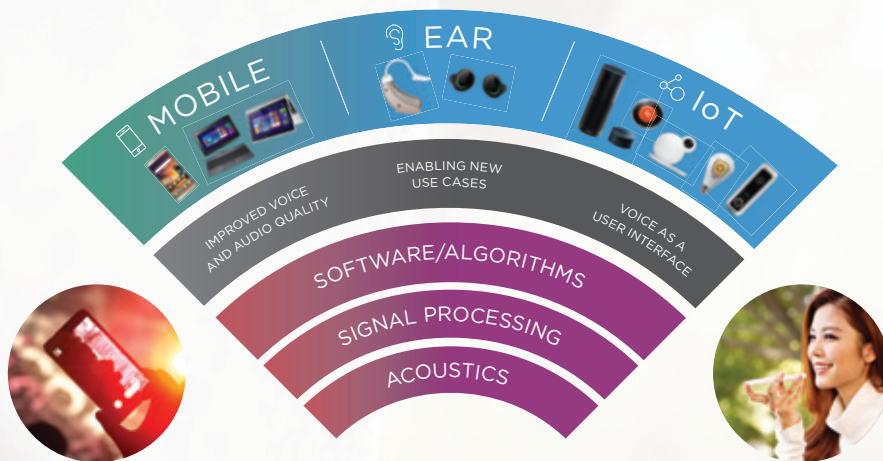 MOBILE
EAR
IoT
IMPROVED VOICE
AND AUDIO QUALITY
ENABLING NEW
USE CASES
VOICE AS A
USER INTERFACE
SOFTWARE/ALGORITHMS
SIGNAL PROCESSING
ACOUSTICS